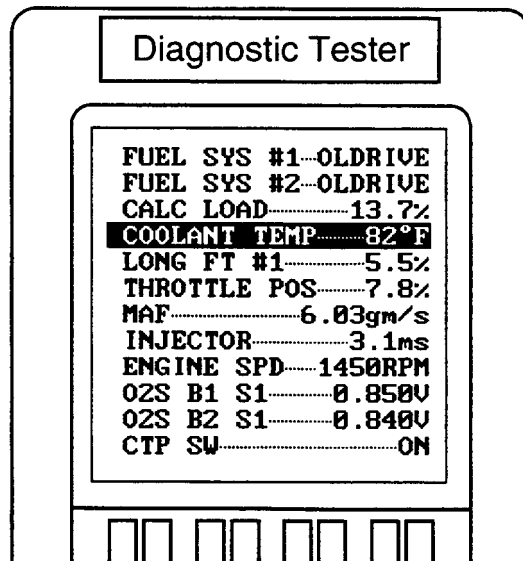 Diagnostic Tester
FUEL SYS #1 OLDRIVE
FUEL SYS #2 OLDRIVE
CALC LOAD 13.7%
COOLANT TEMP 82°F
LONG FT #1 5.5%
THROTTLE POS 7.8%
MAF 6.03gm/s
INJECTOR 3.1ms
ENGINE SPD 1450RPM
O2S B1 S1 0.850V
O2S B2 S1 0.840V
CTP SW ON